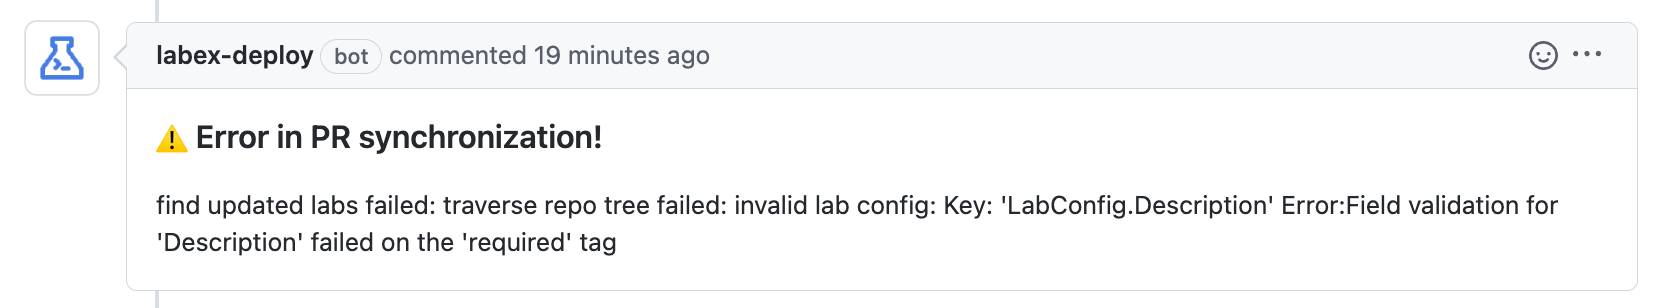 labex-deploy bot commented 19 minutes ago
⚠️ Error in PR synchronization!
find updated labs failed: traverse repo tree failed: invalid lab config: Key: 'LabConfig.Description' Error:Field validation for
'Description' failed on the 'required' tag